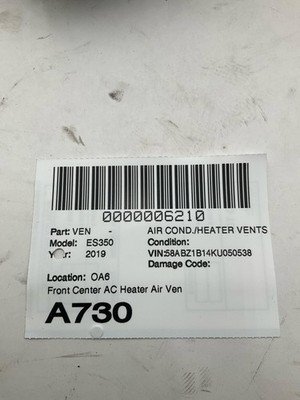 0000006210
Part: VEN - AIR COND./HEATER VENTS
Model: ES350 Condition:
Year: 2019 VIN:58ABZ1B14KU050538
Damage Code:
Location: OA6
Front Center AC Heater Air Ven
A730